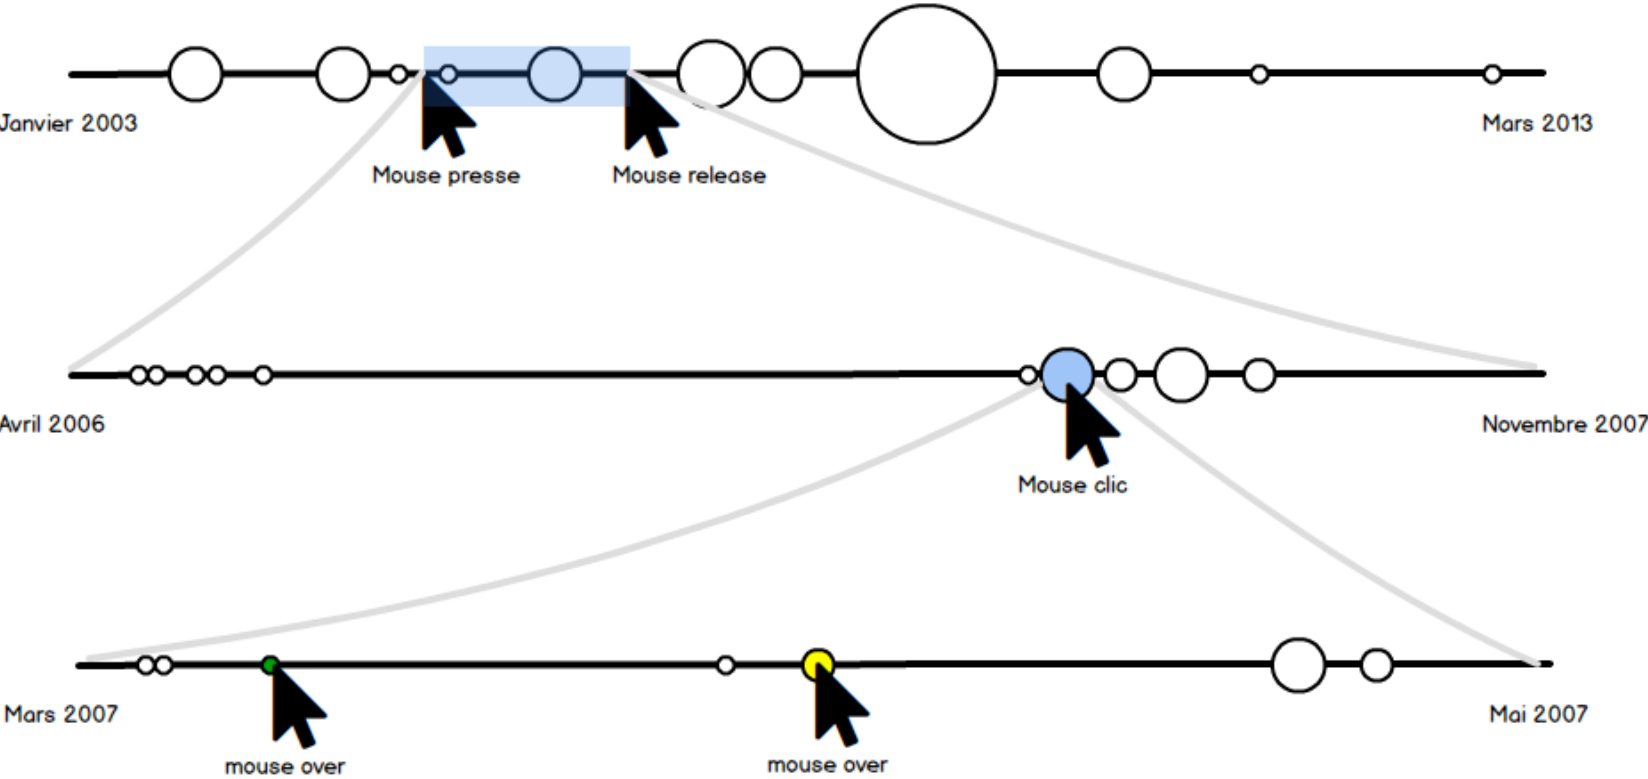 Janvier 2003
Mars 2013
Mouse presse
Mouse release
Avril 2006
Novembre 2007
Mouse clic
Mars 2007
Mai 2007
mouse over
mouse over